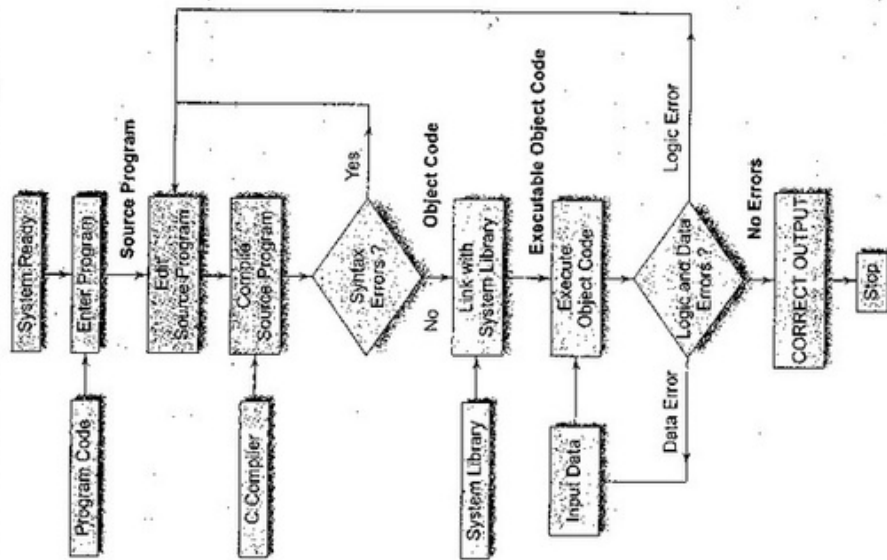 System Ready
Program Code
Enter Program
Source Program
Edit
Source Program
C Compiler
Compile
Source Program
Syntax
Errors ?
Yes
No
Object Code
System Library
Link with
System Library
Executable Object Code
Input Data
Execute
Object Code
Logic and Data
Errors ?
Data Error
Logic Error
No Errors
CORRECT OUTPUT
Stop